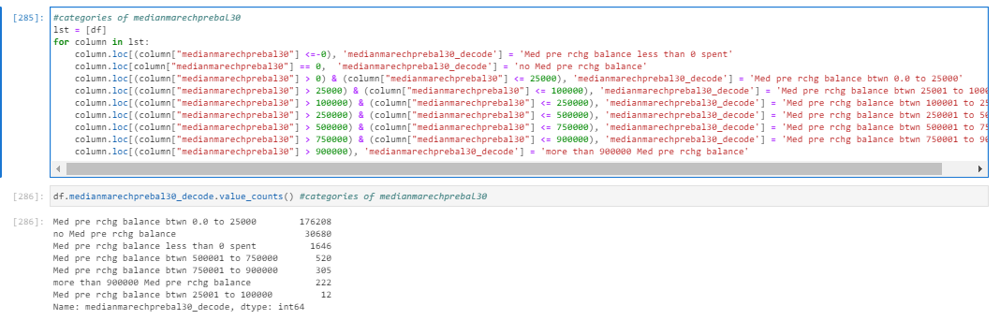 [285]: #categories of medianmarechprebal30
lst = [df]
for column in lst:
column.loc[(column["medianmarechprebal30"] <=-0), 'medianmarechprebal30_decode'] = 'Med pre rchg balance less than 0 spent'
column.loc[column["medianmarechprebal30"] == 0, 'medianmarechprebal30_decode'] = 'no Med pre rchg balance'
column.loc[(column["medianmarechprebal30"] > 0) & (column["medianmarechprebal30"] <= 25000), 'medianmarechprebal30_decode'] = 'Med pre rchg balance btwn 0.0 to 25000'
column.loc[(column["medianmarechprebal30"] > 25000) & (column["medianmarechprebal30"] <= 100000), 'medianmarechprebal30_decode'] = 'Med pre rchg balance btwn 25001 to 1000
column.loc[(column["medianmarechprebal30"] > 100000) & (column["medianmarechprebal30"] <= 250000), 'medianmarechprebal30_decode'] = 'Med pre rchg balance btwn 100001 to 25
column.loc[(column["medianmarechprebal30"] > 250000) & (column["medianmarechprebal30"] <= 500000), 'medianmarechprebal30_decode'] = 'Med pre rchg balance btwn 250001 to 50
column.loc[(column["medianmarechprebal30"] > 500000) & (column["medianmarechprebal30"] <= 750000), 'medianmarechprebal30_decode'] = 'Med pre rchg balance btwn 500001 to 75
column.loc[(column["medianmarechprebal30"] > 750000) & (column["medianmarechprebal30"] <= 900000), 'medianmarechprebal30_decode'] = 'Med pre rchg balance btwn 750001 to 90
column.loc[(column["medianmarechprebal30"] > 900000), 'medianmarechprebal30_decode'] = 'more than 900000 Med pre rchg balance'
[286]: df.medianmarechprebal30_decode.value_counts() #categories of medianmarechprebal30
[286]: Med pre rchg balance btwn 0.0 to 25000 176208
no Med pre rchg balance 30680
Med pre rchg balance less than 0 spent 1646
Med pre rchg balance btwn 500001 to 750000 520
Med pre rchg balance btwn 750001 to 900000 305
more than 900000 Med pre rchg balance 222
Med pre rchg balance btwn 25001 to 100000 12
Name: medianmarechprebal30_decode, dtype: int64